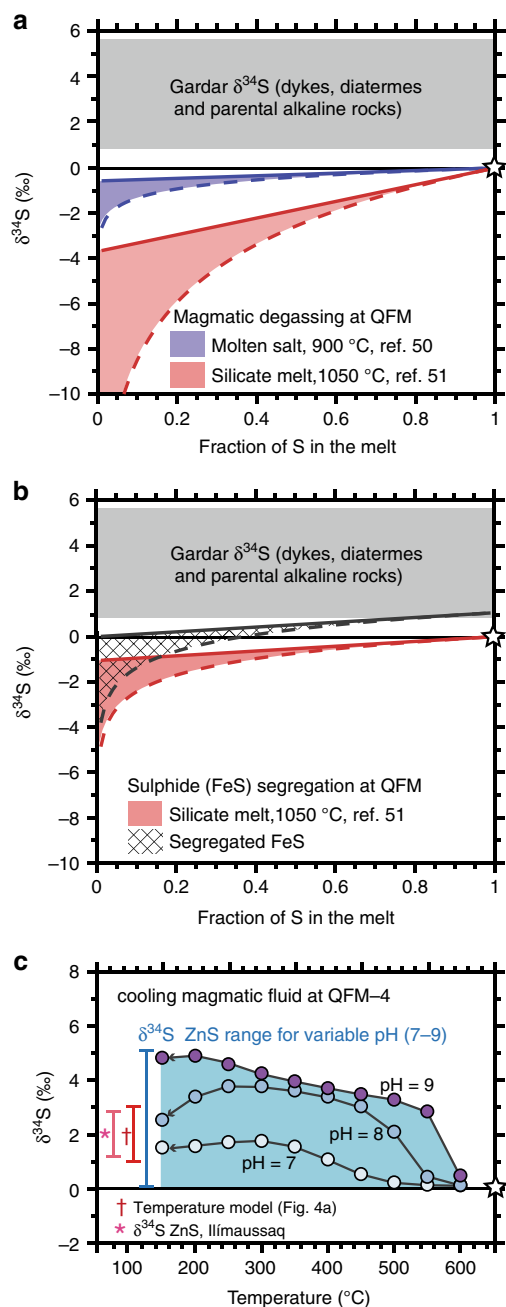 a
6
4
2
0
−2
−4
−6
−8
−10
δ34S (‰)
Gardar δ34S (dykes, diatermes
and parental alkaline rocks)
Magmatic degassing at QFM
Molten salt, 900 °C, ref. 50
Silicate melt,1050 °C, ref. 51
0 0.2 0.4 0.6 0.8 1
Fraction of S in the melt
b
6
4
2
0
−2
−4
−6
−8
−10
δ34S (‰)
Gardar δ34S (dykes, diatermes
and parental alkaline rocks)
Sulphide (FeS) segregation at QFM
Silicate melt,1050 °C, ref. 51
Segregated FeS
0 0.2 0.4 0.6 0.8 1
Fraction of S in the melt
c
8
6
4
2
0
−2
δ34S (‰)
cooling magmatic fluid at QFM–4
δ34S ZnS range for variable pH (7–9)
pH = 9
pH = 8
pH = 7
* †
† Temperature model (Fig. 4a)
* δ34S ZnS, Ilímaussaq
100 200 300 400 500 600
Temperature (°C)